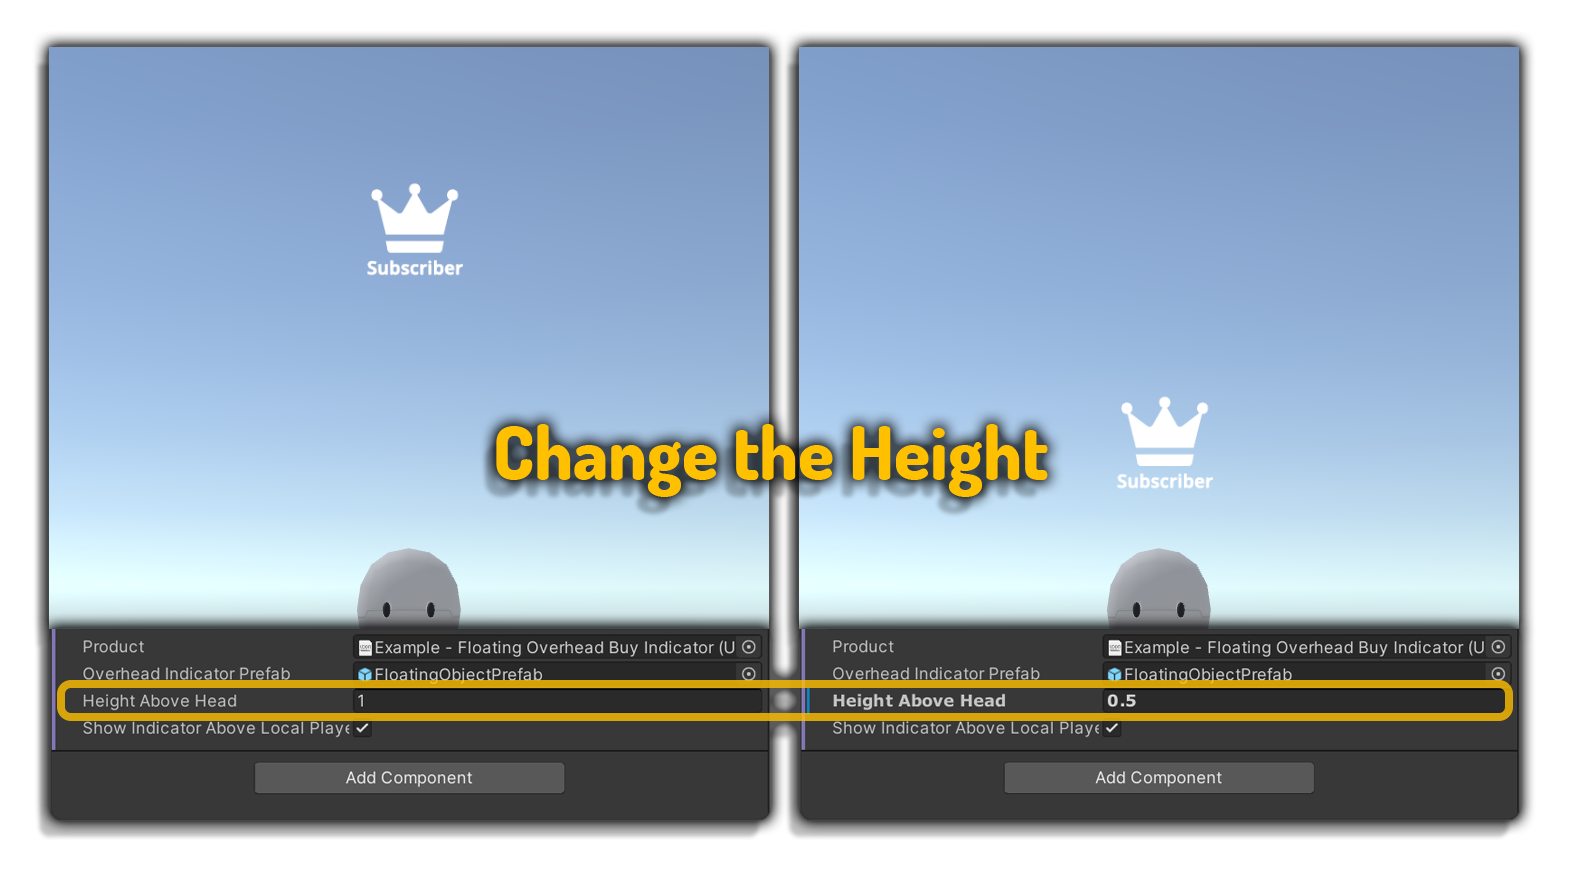 Subscriber
Subscriber
Change the Height
Product
Example - Floating Overhead Buy Indicator (U
Overhead Indicator Prefab
FloatingObjectPrefab
Height Above Head
1
Show Indicator Above Local Playe
Add Component
Product
Example - Floating Overhead Buy Indicator (U
Overhead Indicator Prefab
FloatingObjectPrefab
Height Above Head
0.5
Show Indicator Above Local Playe
Add Component